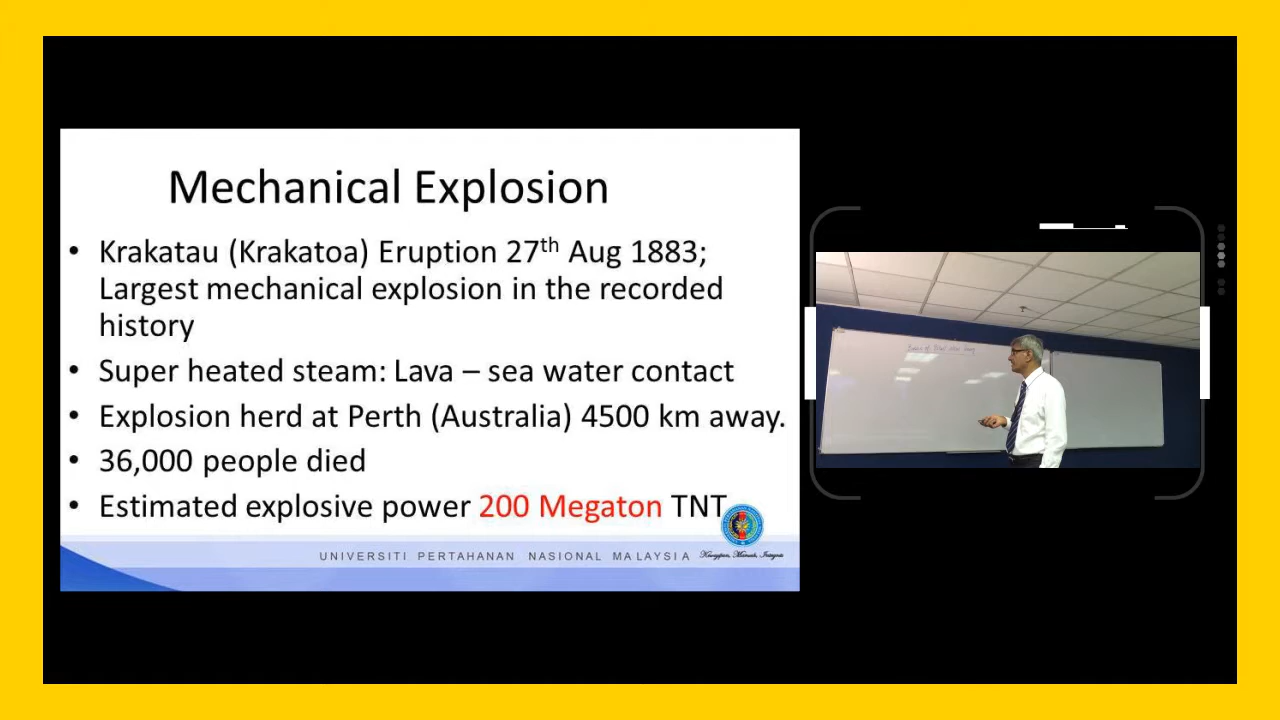 Mechanical Explosion
• Krakatau (Krakatoa) Eruption 27th Aug 1883;
Largest mechanical explosion in the recorded
history
• Super heated steam: Lava – sea water contact
• Explosion herd at Perth (Australia) 4500 km away.
• 36,000 people died
• Estimated explosive power 200 Megaton TNT
UNIVERSITI PERTAHANAN NASIONAL MALAYSIA